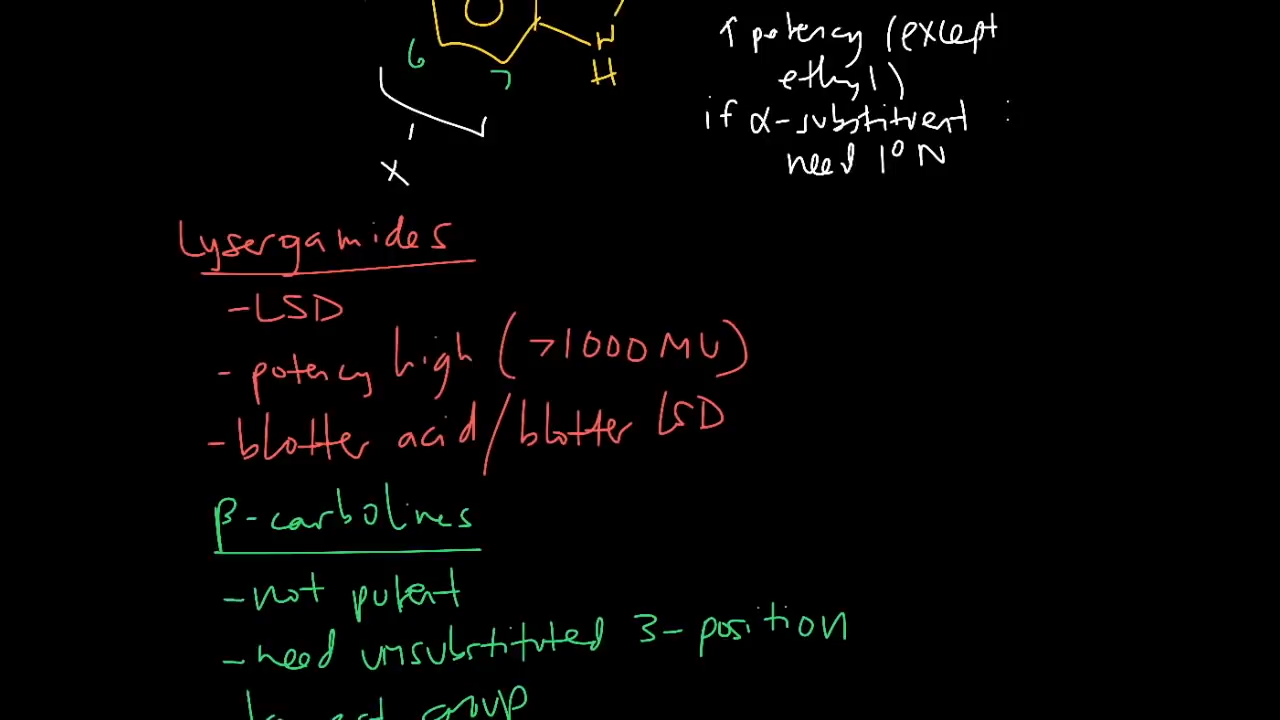 ↑ potency (except
ethyl)
if α-substituent :
need 1° N
6
7
N
H
X
Lysergamides
-LSD
- potency high (>1000 MU)
- blotter acid/blotter LSD
β-carbolines
- not potent
- need unsubstituted 3-position
group